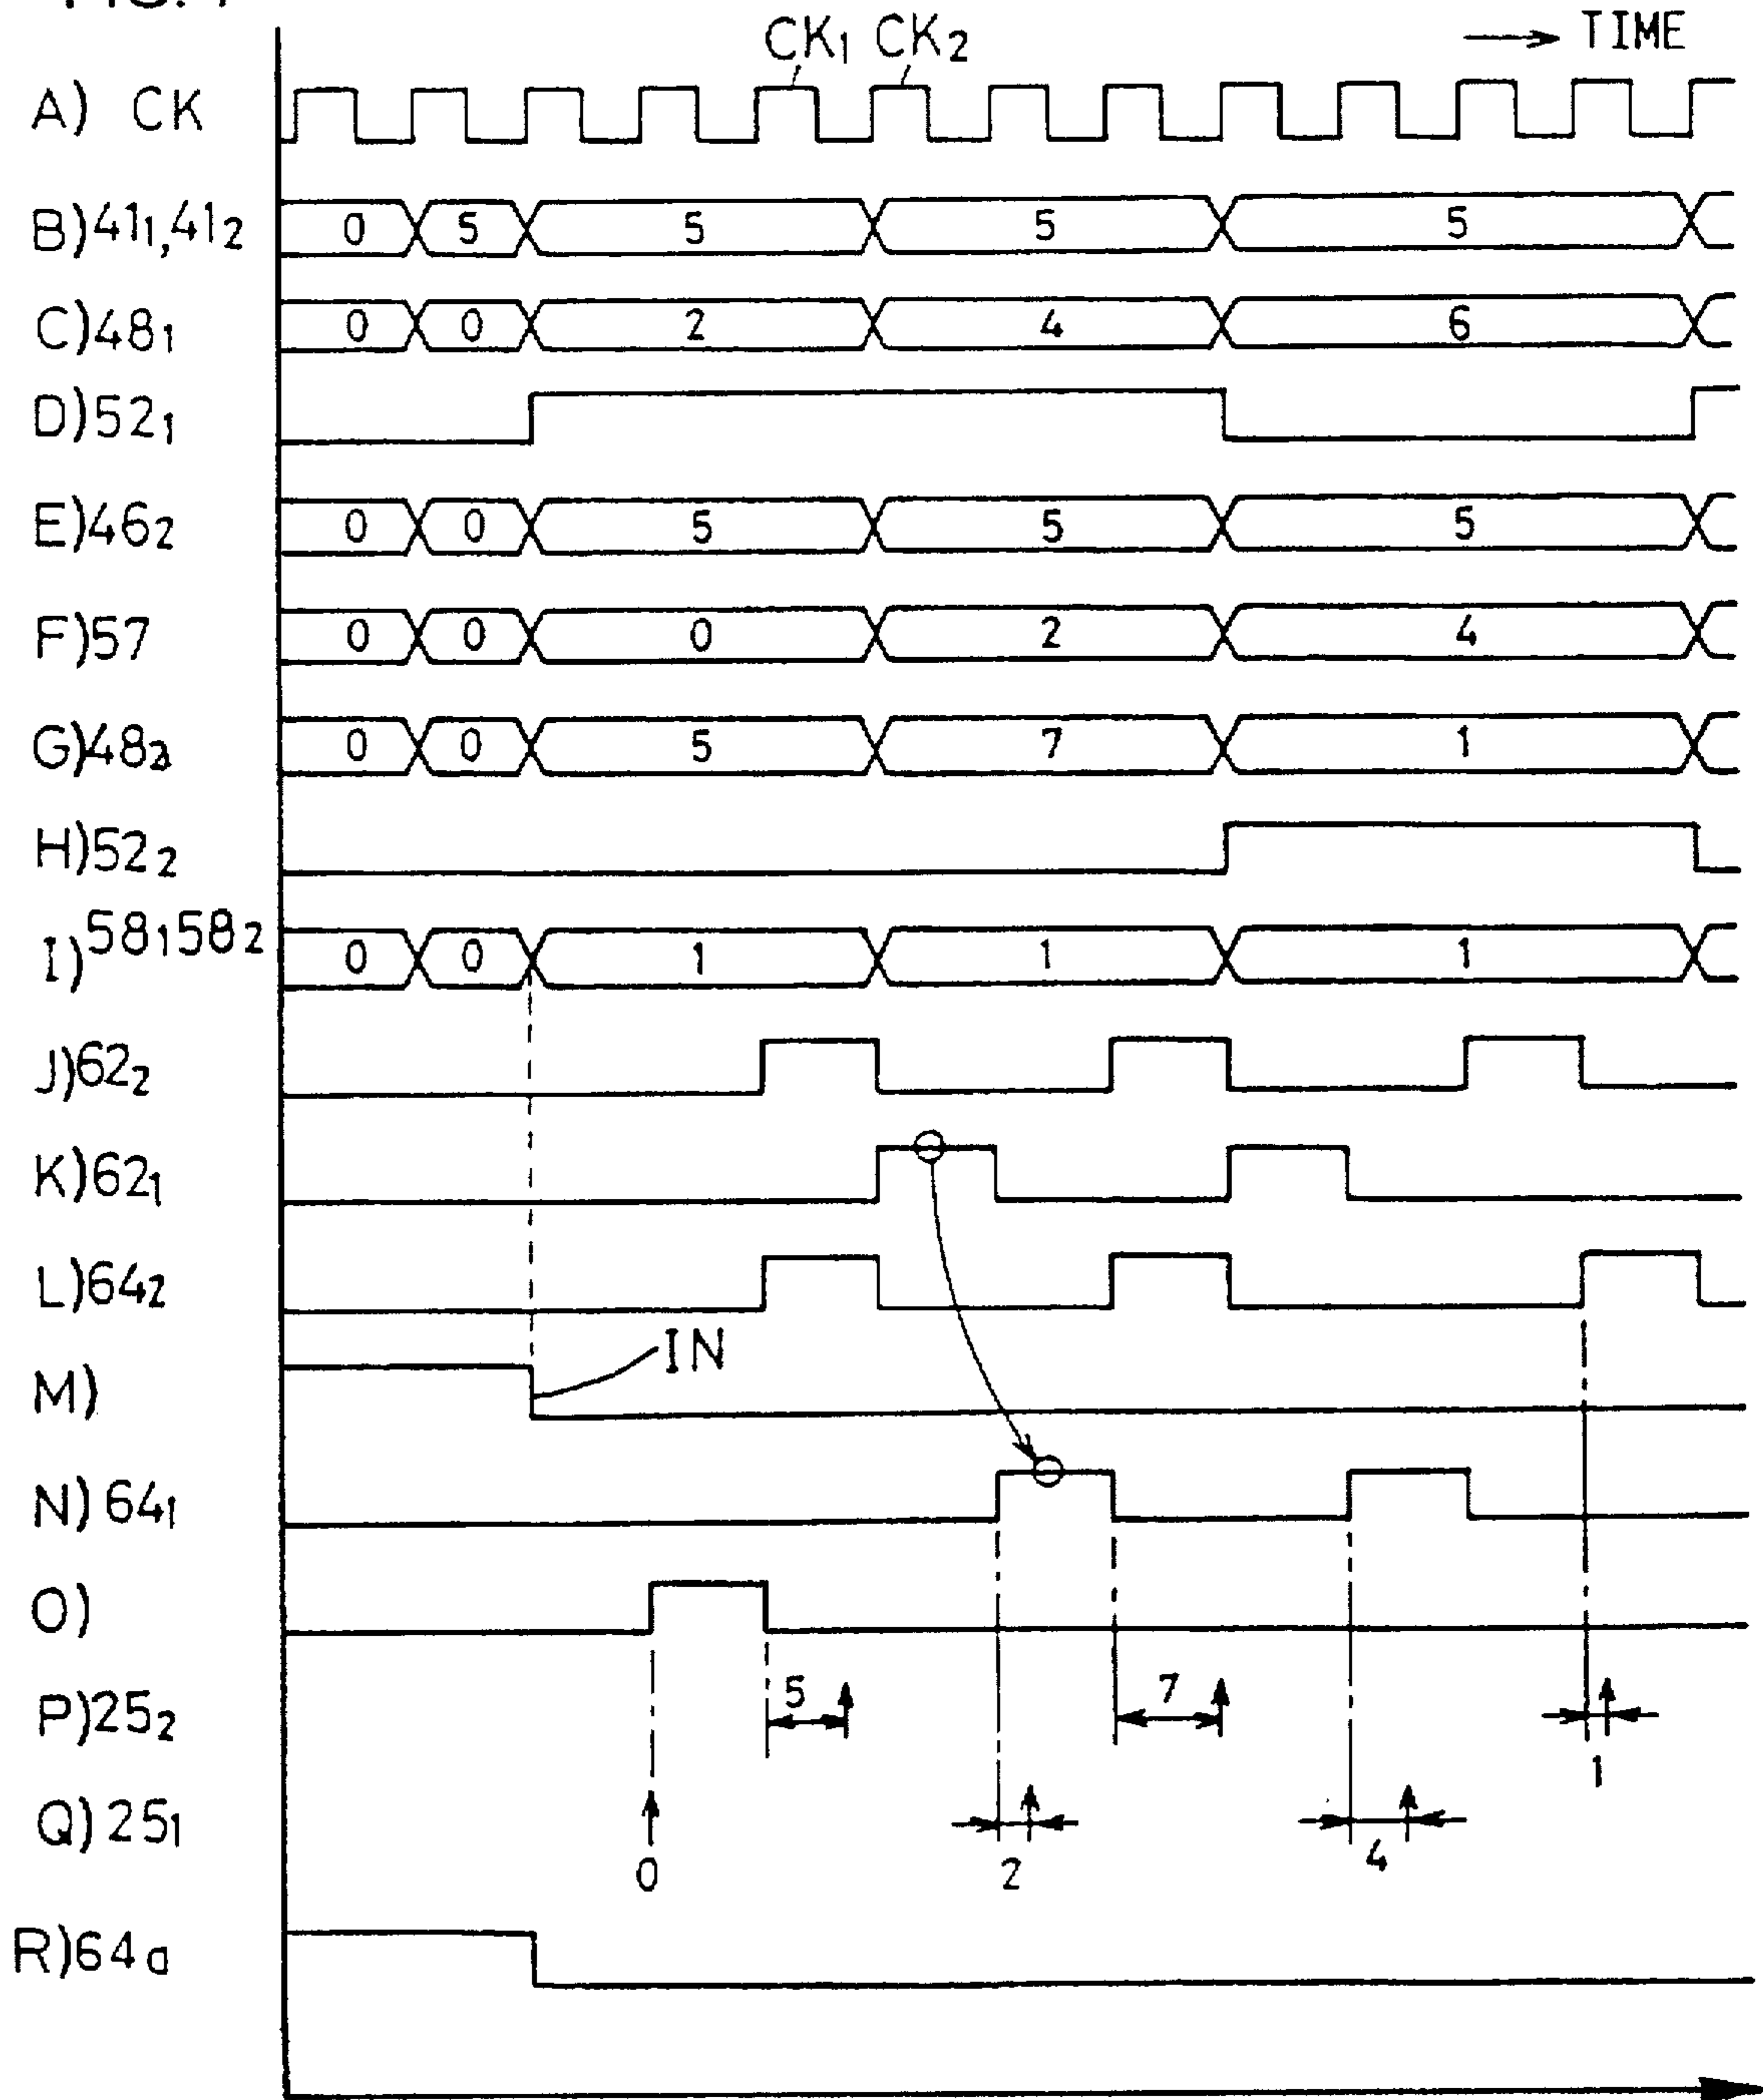 CK₁ CK₂ → TIME
A) CK
B)41₁,41₂ 0 5 5 5 5
C)48₁ 0 0 2 4 6
D)52₁
E)46₂ 0 0 5 5 5
F)57 0 0 0 2 4
G)48₂ 0 0 5 7 1
H)52₂
I)58₁58₂ 0 0 1 1 1
J)62₂
K)62₁
L)64₂
M) IN
N)64₁
O)
P)25₂ 5 7 1
Q)25₁ 0 2 4
R)64a